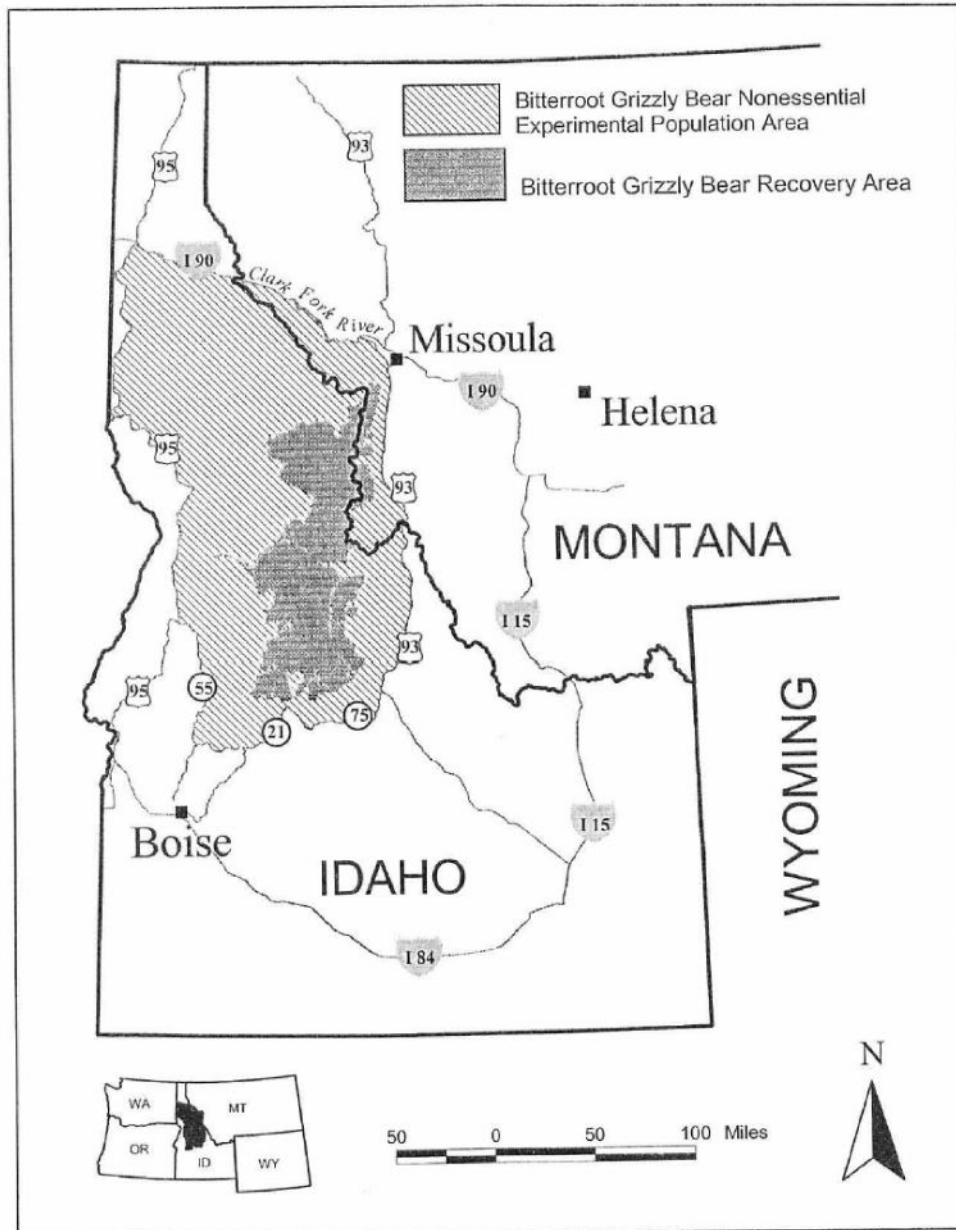 Bitterroot Grizzly Bear Nonessential
Experimental Population Area
Bitterroot Grizzly Bear Recovery Area
93
95
I 90
Clark Fork River
Missoula
I 90
Helena
95
93
MONTANA
I 15
93
95
55
75
21
WYOMING
I 15
Boise
IDAHO
I 84
N
WA
MT
OR
ID
WY
50
0
50
100 Miles